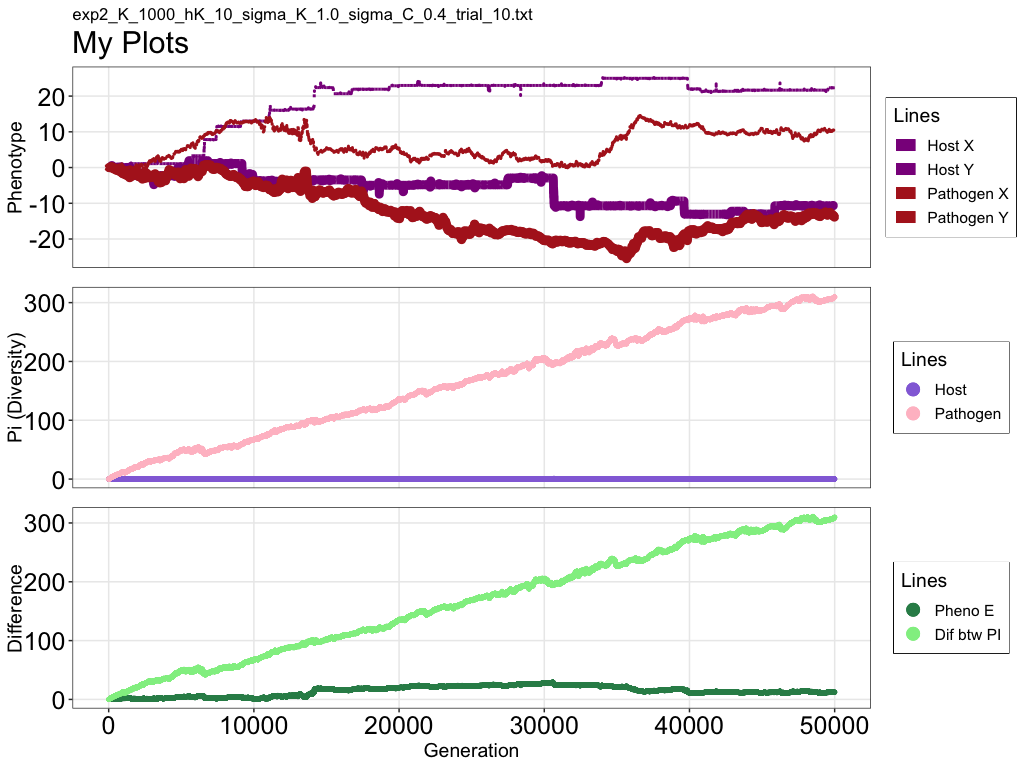 exp2_K_1000_hK_10_sigma_K_1.0_sigma_C_0.4_trial_10.txt
My Plots
Phenotype
20
10
0
-10
-20
Lines
Host X
Host Y
Pathogen X
Pathogen Y
Pi (Diversity)
300
200
100
0
Lines
Host
Pathogen
Difference
300
200
100
0
Lines
Pheno E
Dif btw PI
0 10000 20000 30000 40000 50000
Generation